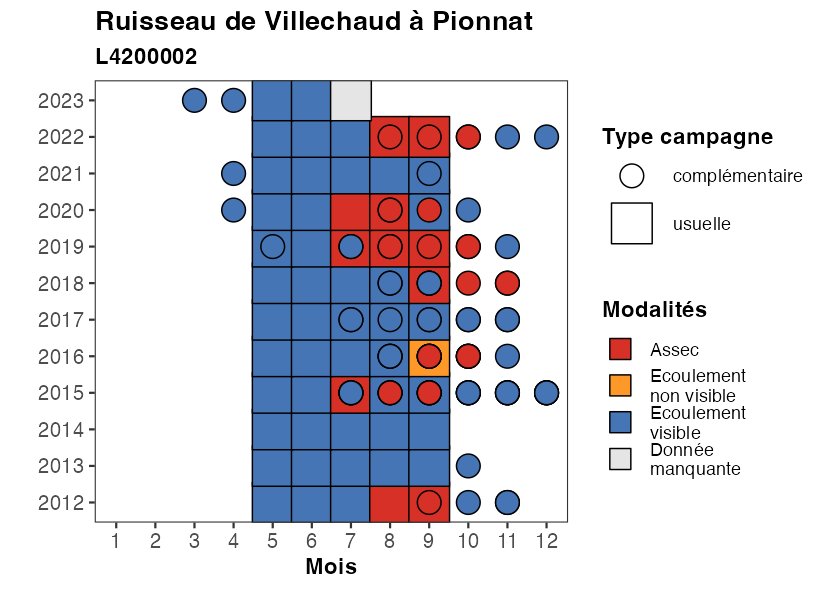 Ruisseau de Villechaud à Pionnat
L4200002
2023
2022
2021
2020
2019
2018
2017
2016
2015
2014
2013
2012
1 2 3 4 5 6 7 8 9 10 11 12
Mois
Type campagne
complémentaire
usuelle
Modalités
Assec
Ecoulement
non visible
Ecoulement
visible
Donnée
manquante